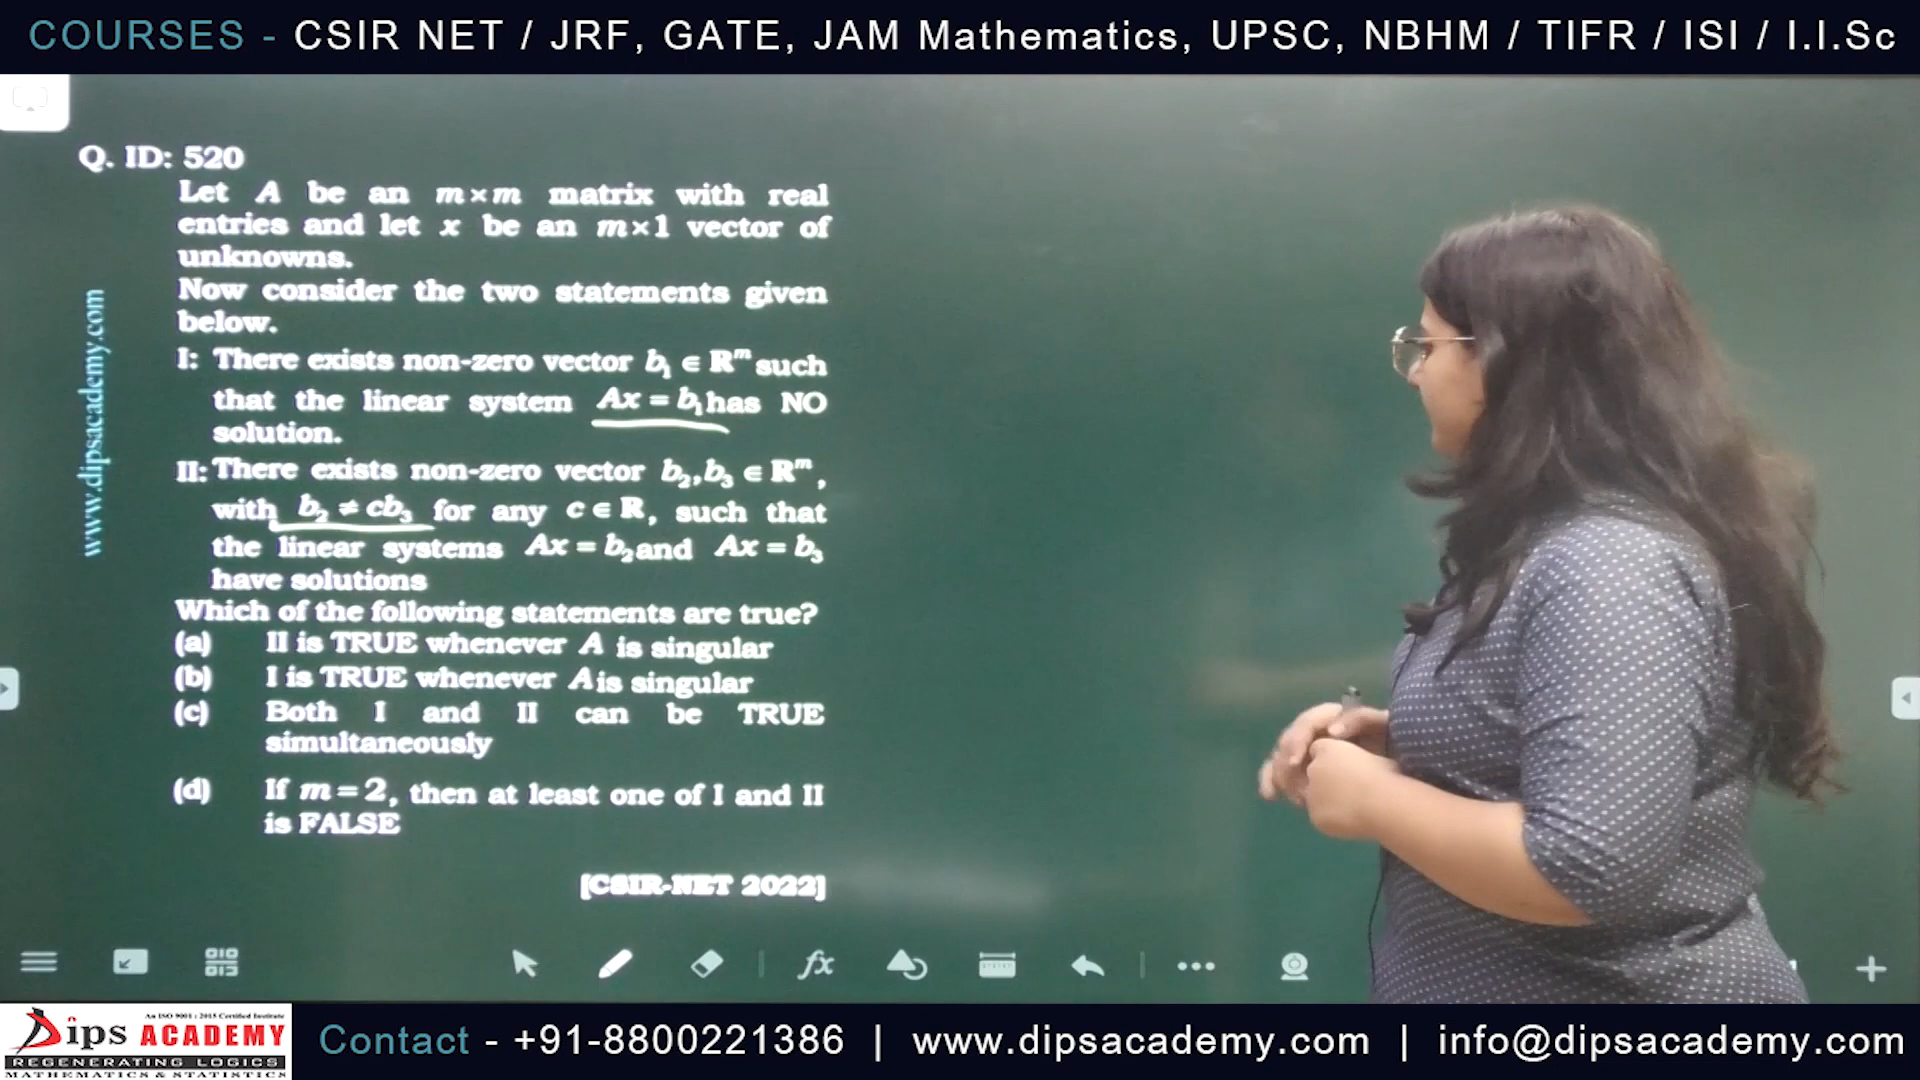 COURSES - CSIR NET / JRF, GATE, JAM Mathematics, UPSC, NBHM / TIFR / ISI / I.I.Sc
Q. ID: 520
Let A be an m×m matrix with real
entries and let x be an m×1 vector of
unknowns.
Now consider the two statements given
below.
I: There exists non-zero vector b₁ ∈ ℝᵐ such
that the linear system Ax = b₁ has NO
solution.
II: There exists non-zero vector b₂,b₃ ∈ ℝᵐ,
with b₂ ≠ cb₃ for any c ∈ ℝ, such that
the linear systems Ax = b₂ and Ax = b₃
have solutions
Which of the following statements are true?
(a) II is TRUE whenever A is singular
(b) I is TRUE whenever A is singular
(c) Both I and II can be TRUE
simultaneously
(d) If m = 2, then at least one of I and II
is FALSE
[CSIR-NET 2022]
www.dipsacademy.com
fx
An ISO 9001 : 2015 Certified Institute
Dips ACADEMY
REGENERATING LOGICS
MATHEMATICS & STATISTICS
Contact - +91-8800221386 | www.dipsacademy.com | info@dipsacademy.com